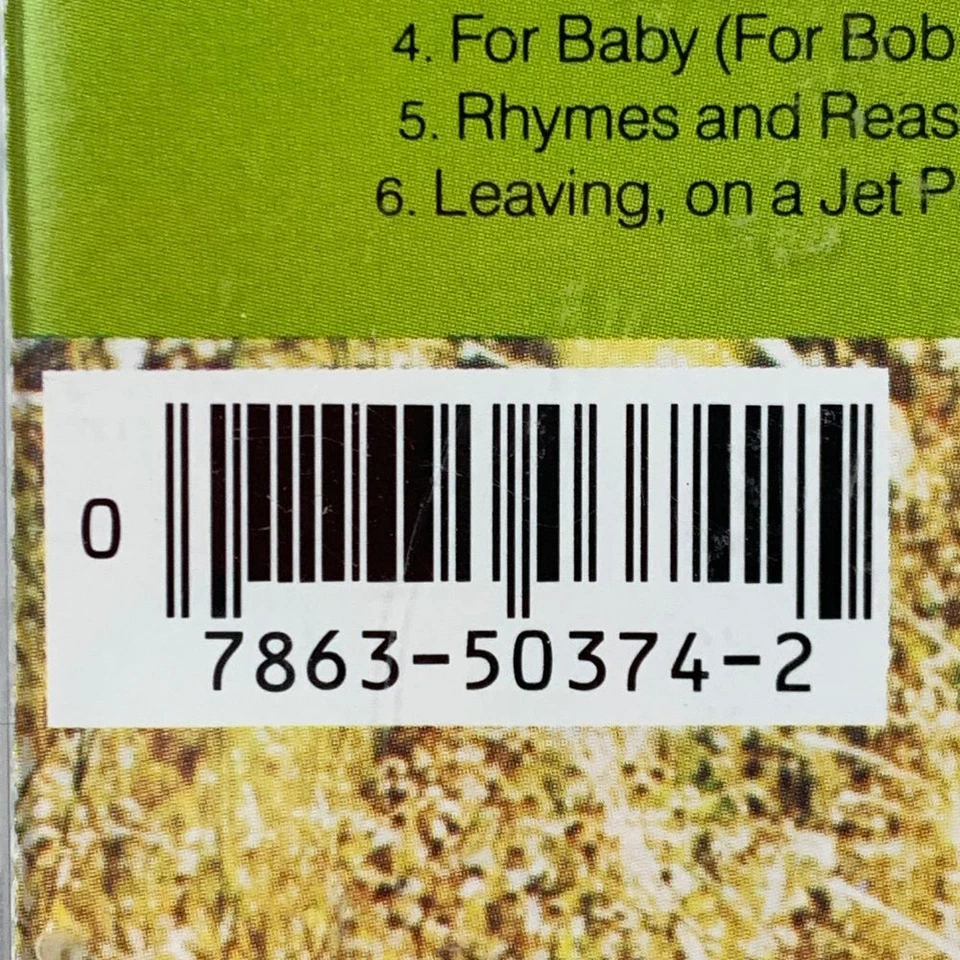 4. For Baby (For Bob
5. Rhymes and Reas
6. Leaving, on a Jet P
0
7863-50374-2